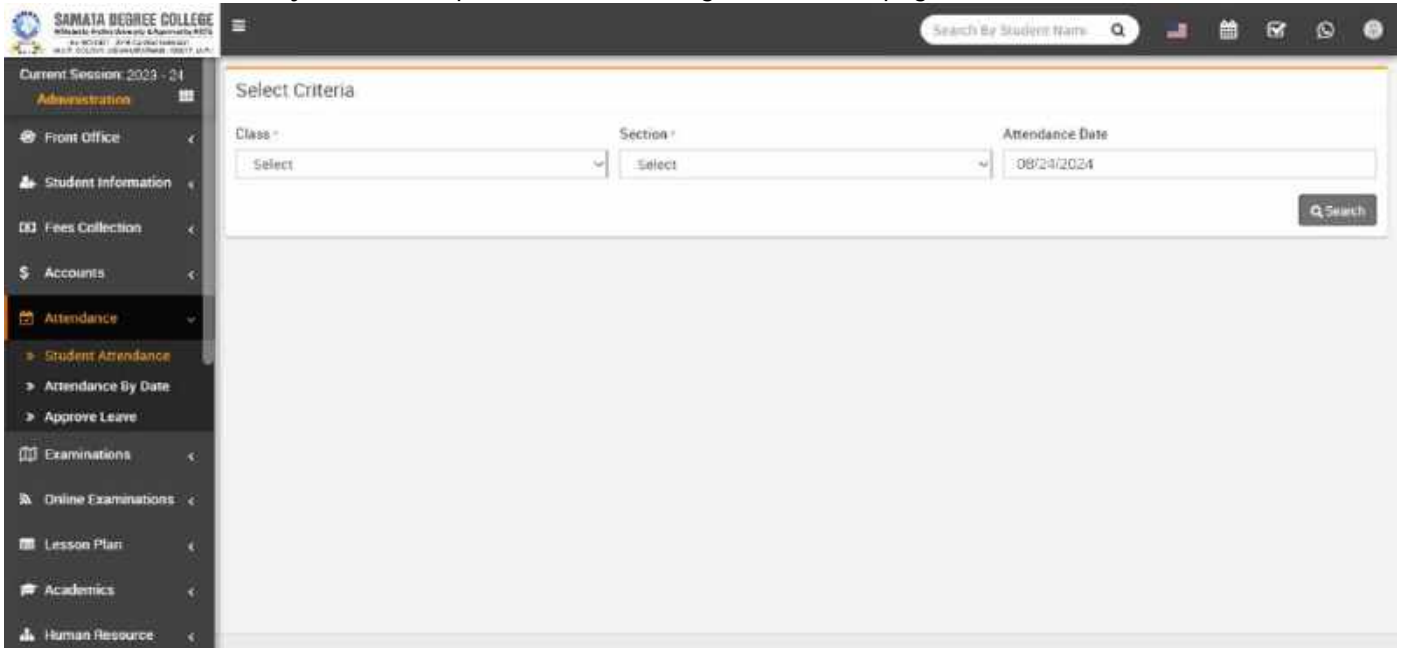 SAMATA DEGREE COLLEGE
Search By Student Name
Current Session: 2023 - 24
Administration
Select Criteria
Front Office
Class *
Section *
Attendance Date
Select
Select
08/24/2024
Student Information
Search
Fees Collection
$ Accounts
Attendance
» Student Attendance
» Attendance By Date
» Approve Leave
Examinations
Online Examinations
Lesson Plan
Academics
Human Resource